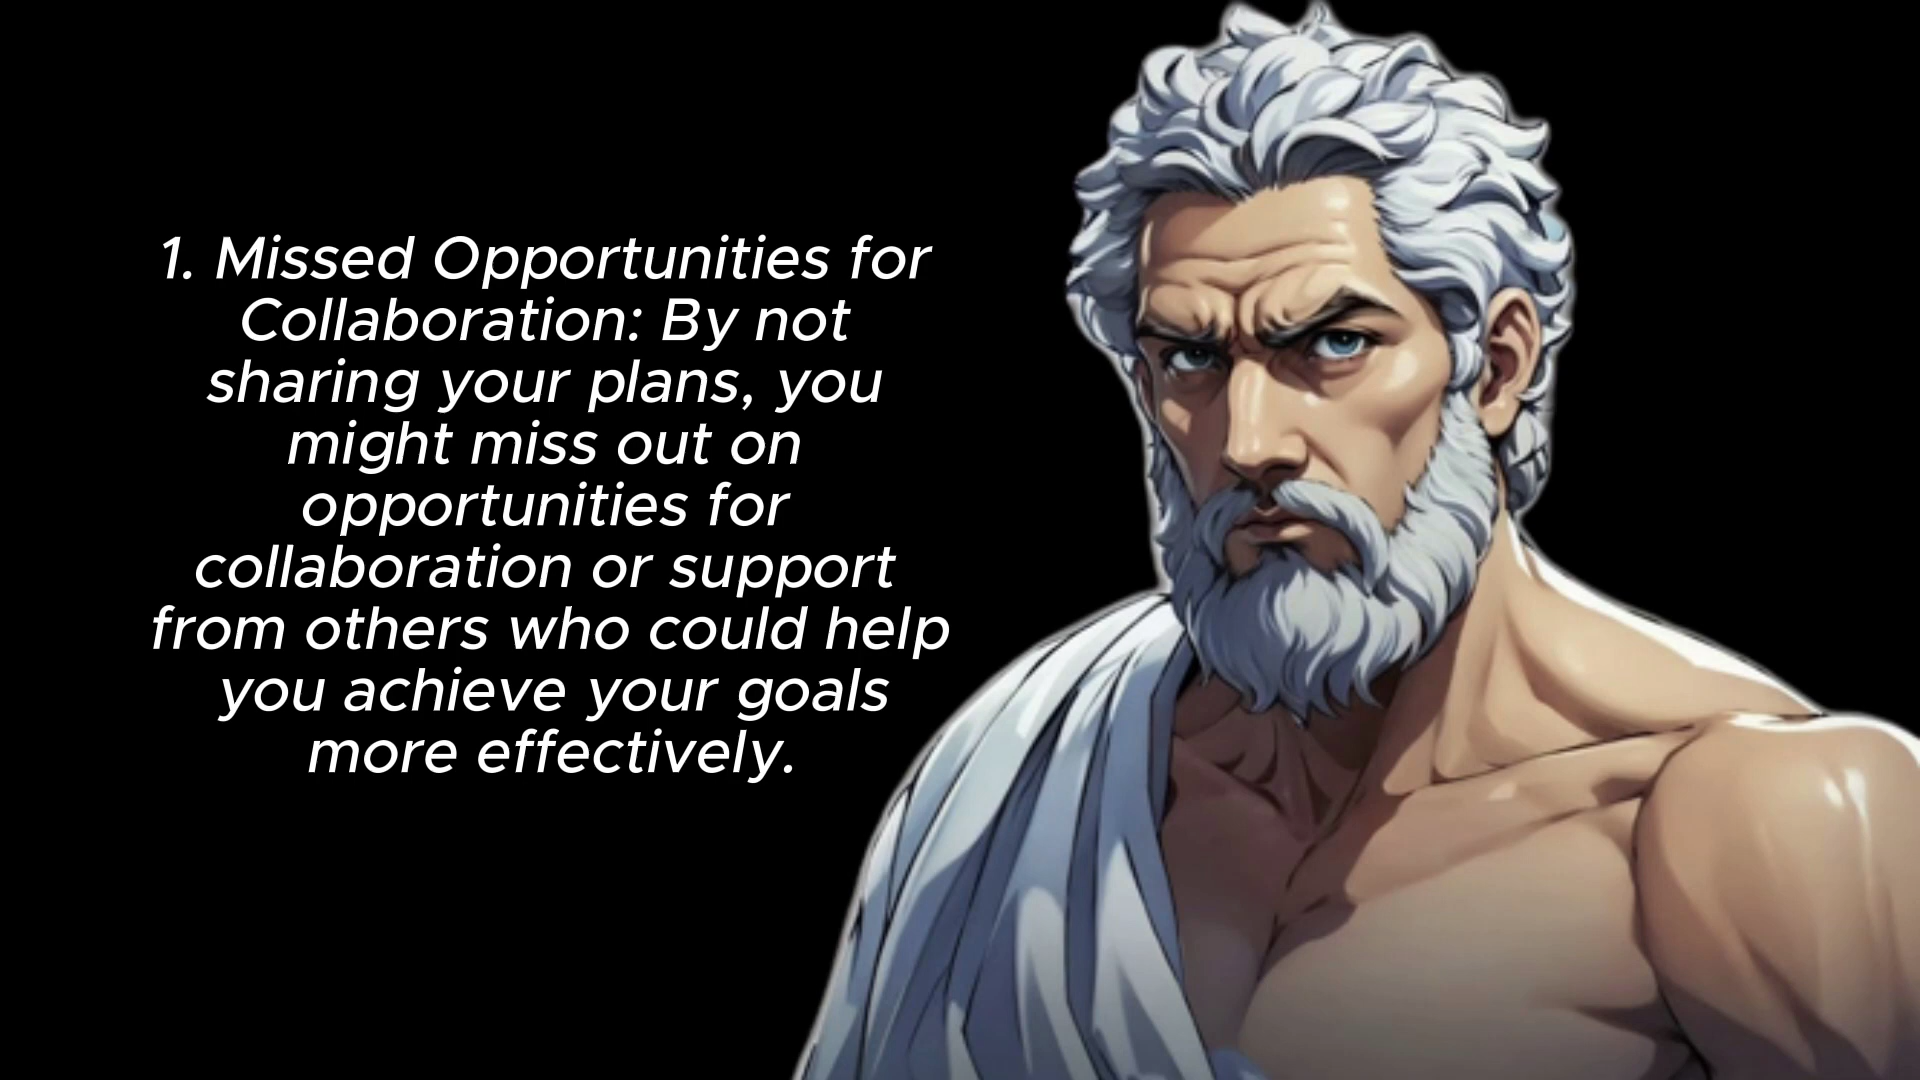 1. Missed Opportunities for
Collaboration: By not
sharing your plans, you
might miss out on
opportunities for
collaboration or support
from others who could help
you achieve your goals
more effectively.